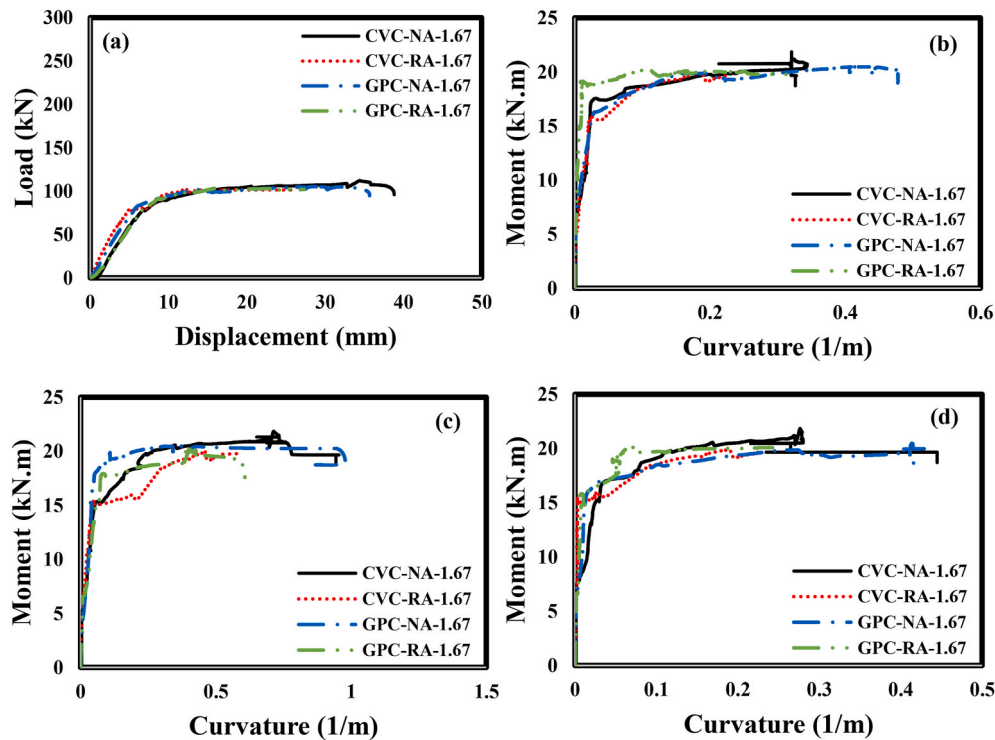 (a)
CVC-NA-1.67
CVC-RA-1.67
GPC-NA-1.67
GPC-RA-1.67
300
250
200
150
100
50
0
Load (kN)
0 10 20 30 40 50
Displacement (mm)
(b)
25
20
15
10
5
0
Moment (kN.m)
CVC-NA-1.67
CVC-RA-1.67
GPC-NA-1.67
GPC-RA-1.67
0 0.2 0.4 0.6
Curvature (1/m)
(c)
25
20
15
10
5
0
Moment (kN.m)
CVC-NA-1.67
CVC-RA-1.67
GPC-NA-1.67
GPC-RA-1.67
0 0.5 1 1.5
Curvature (1/m)
(d)
25
20
15
10
5
0
Moment (kN.m)
CVC-NA-1.67
CVC-RA-1.67
GPC-NA-1.67
GPC-RA-1.67
0 0.1 0.2 0.3 0.4 0.5
Curvature (1/m)